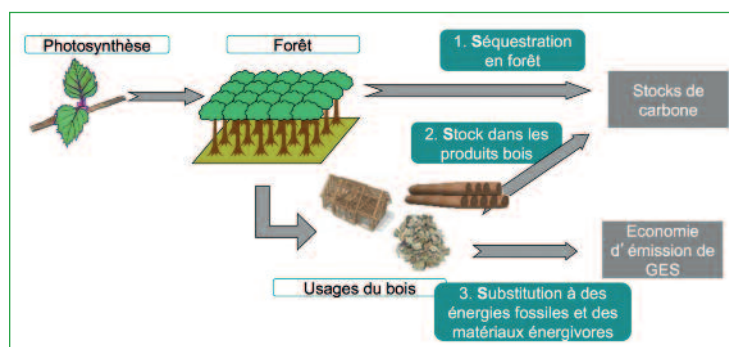 Photosynthèse
Forêt
1. Séquestration
en forêt
Stocks de
carbone
2. Stock dans les
produits bois
Economie
d’émission de
GES
Usages du bois
3. Substitution à des
énergies fossiles et des
matériaux énergivores